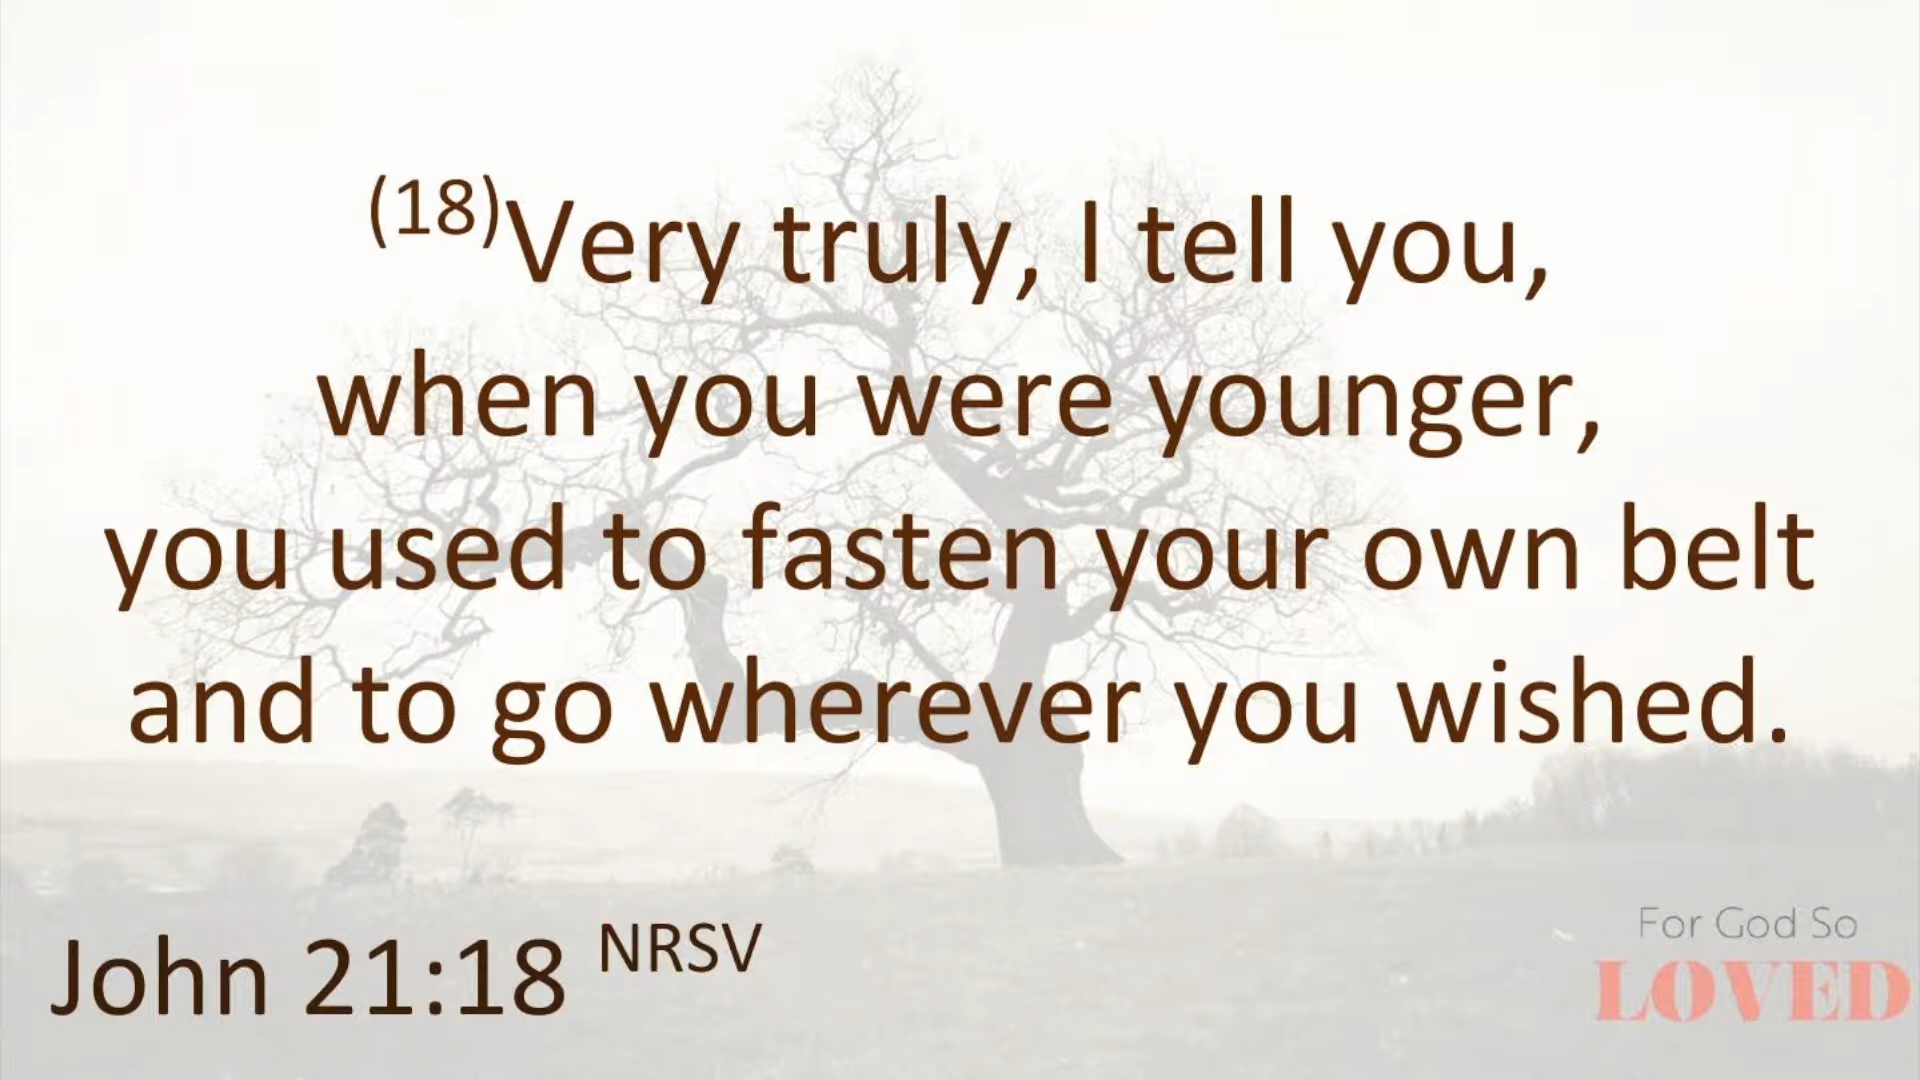 (18)Very truly, I tell you,
when you were younger,
you used to fasten your own belt
and to go wherever you wished.
John 21:18 NRSV
For God So
LOVED